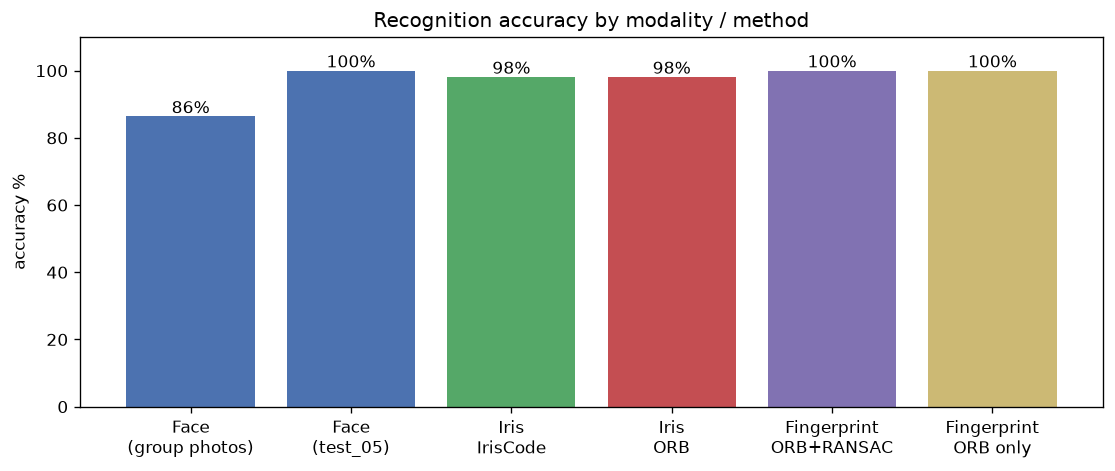 Recognition accuracy by modality / method
accuracy %
100
80
60
40
20
0
86%
100%
98%
98%
100%
100%
Face
(group photos)
Face
(test_05)
Iris
IrisCode
Iris
ORB
Fingerprint
ORB+RANSAC
Fingerprint
ORB only